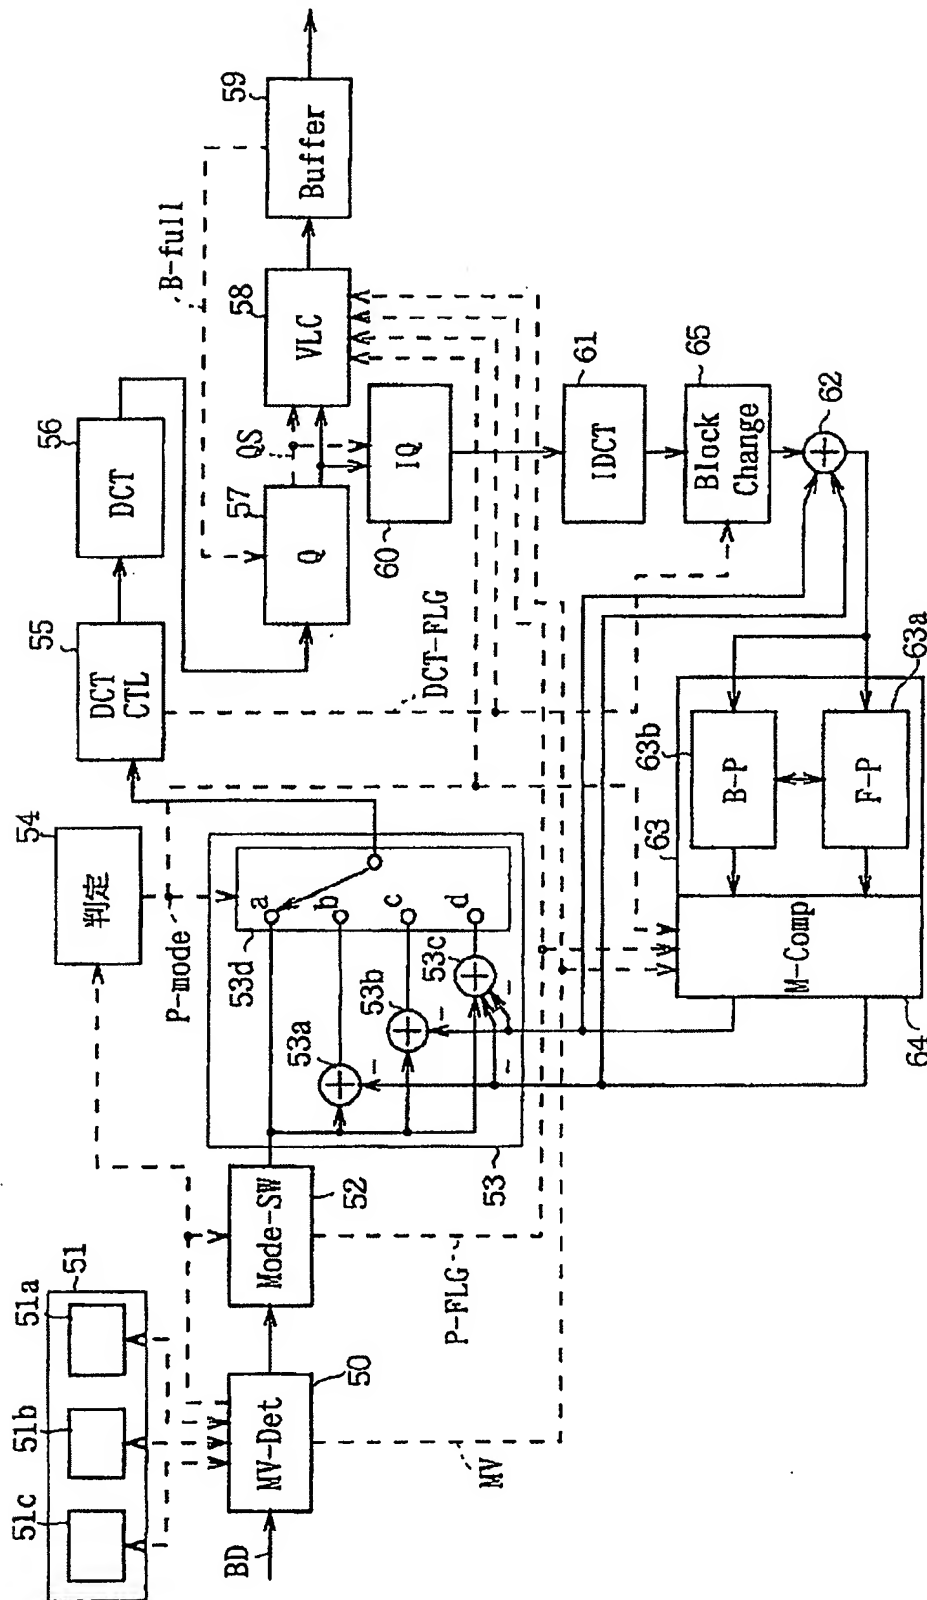 51
51a
51b
51c
BD
MV-Det
50
MV
Mode-SW
52
P-FLG
判定
54
P-mode
53
53a
53b
53c
53d
a
b
c
d
DCT
CTL
55
DCT-FLG
DCT
56
Q
57
QS
B-full
VLC
58
Buffer
59
IQ
60
IDCT
61
Block
Change
65
62
63
63a
63b
B-P
F-P
M-Comp
64